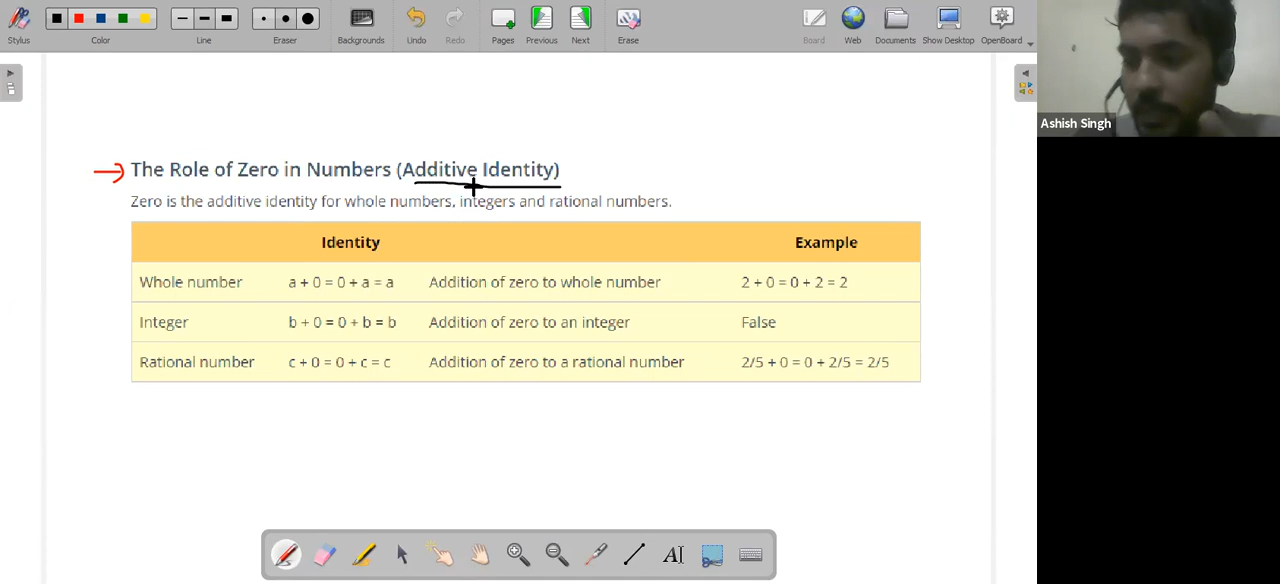 Stylus Color Line Eraser Backgrounds Undo Redo Pages Previous Next Erase Board Web Documents Show Desktop OpenBoard
Ashish Singh
The Role of Zero in Numbers (Additive Identity)
Zero is the additive identity for whole numbers, integers and rational numbers.
Identity Example
Whole number a + 0 = 0 + a = a Addition of zero to whole number 2 + 0 = 0 + 2 = 2
Integer b + 0 = 0 + b = b Addition of zero to an integer False
Rational number c + 0 = 0 + c = c Addition of zero to a rational number 2/5 + 0 = 0 + 2/5 = 2/5